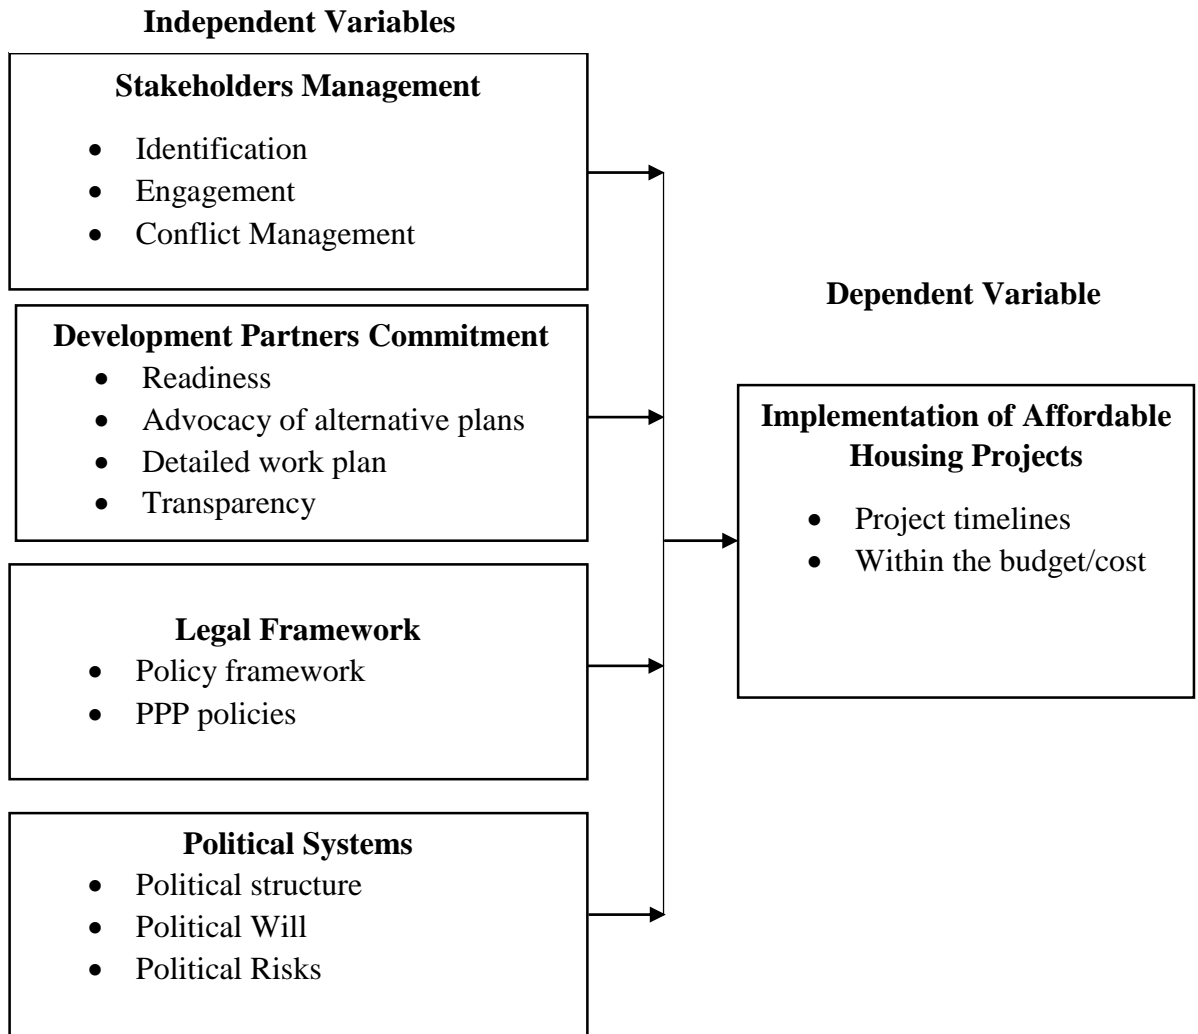 Independent Variables
Stakeholders Management
• Identification
• Engagement
• Conflict Management
Development Partners Commitment
• Readiness
• Advocacy of alternative plans
• Detailed work plan
• Transparency
Legal Framework
• Policy framework
• PPP policies
Political Systems
• Political structure
• Political Will
• Political Risks
Dependent Variable
Implementation of Affordable
Housing Projects
• Project timelines
• Within the budget/cost